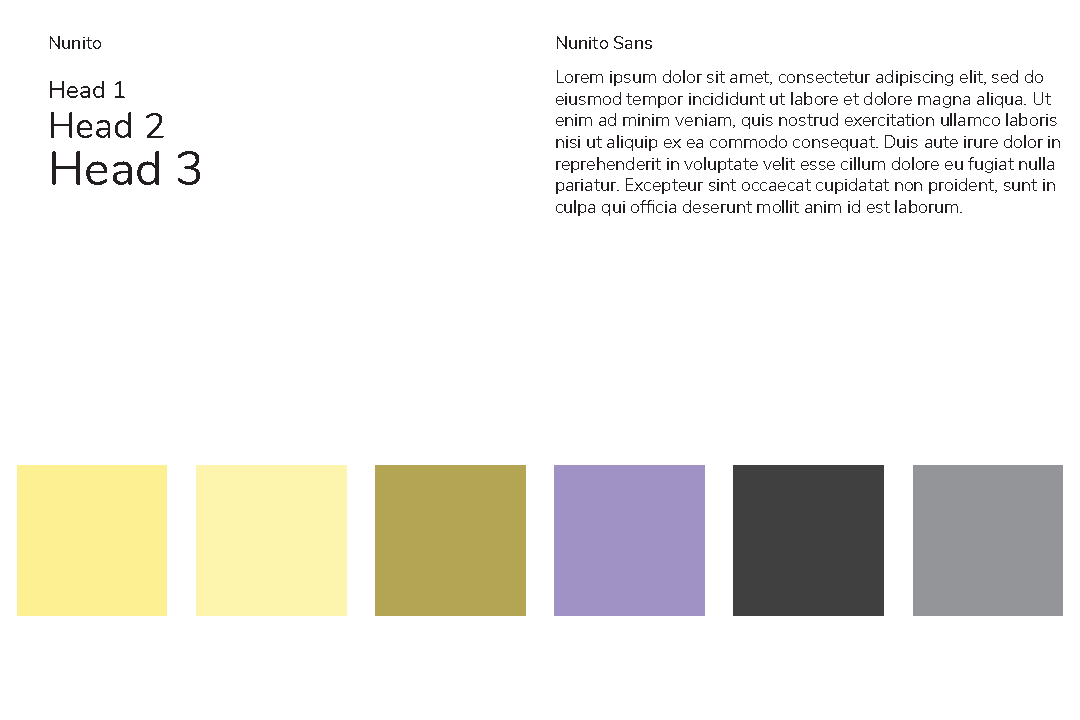 Nunito
Head 1
Head 2
Head 3
Nunito Sans
Lorem ipsum dolor sit amet, consectetur adipiscing elit, sed do
eiusmod tempor incididunt ut labore et dolore magna aliqua. Ut
enim ad minim veniam, quis nostrud exercitation ullamco laboris
nisi ut aliquip ex ea commodo consequat. Duis aute irure dolor in
reprehenderit in voluptate velit esse cillum dolore eu fugiat nulla
pariatur. Excepteur sint occaecat cupidatat non proident, sunt in
culpa qui officia deserunt mollit anim id est laborum.